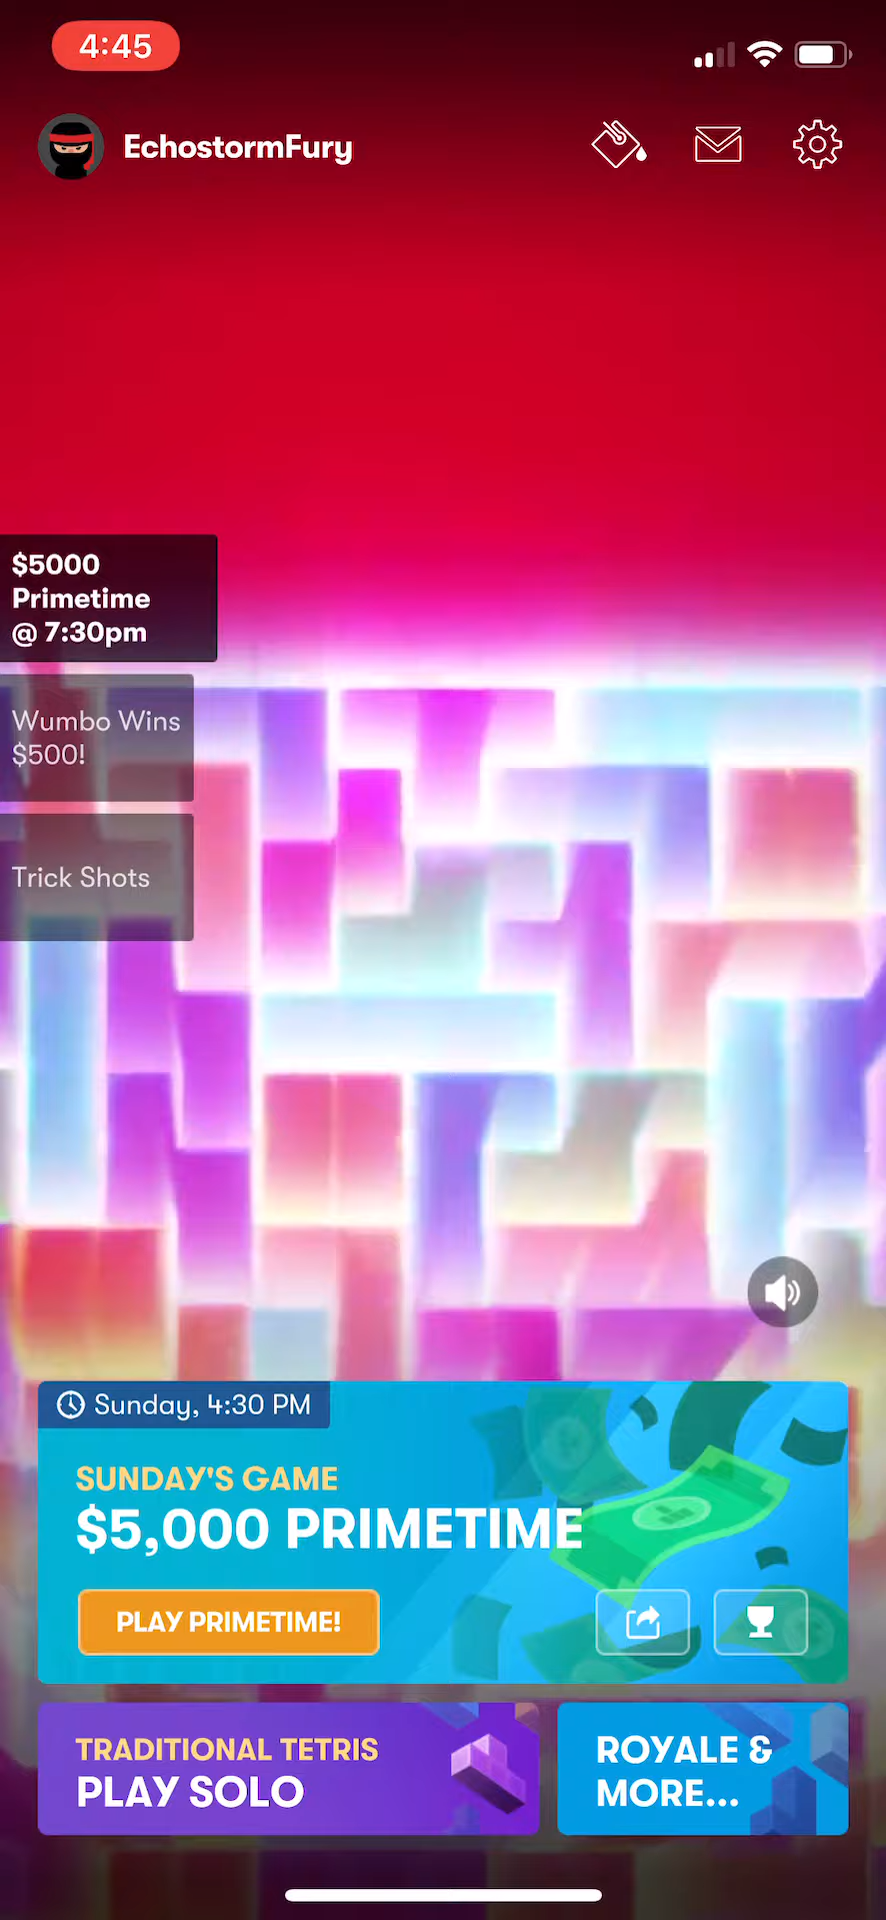 4:45
EchostormFury
$5000
Primetime
@ 7:30pm
Wumbo Wins
$500!
Trick Shots
Sunday, 4:30 PM
SUNDAY'S GAME
$5,000 PRIMETIME
PLAY PRIMETIME!
TRADITIONAL TETRIS
PLAY SOLO
ROYALE &
MORE...